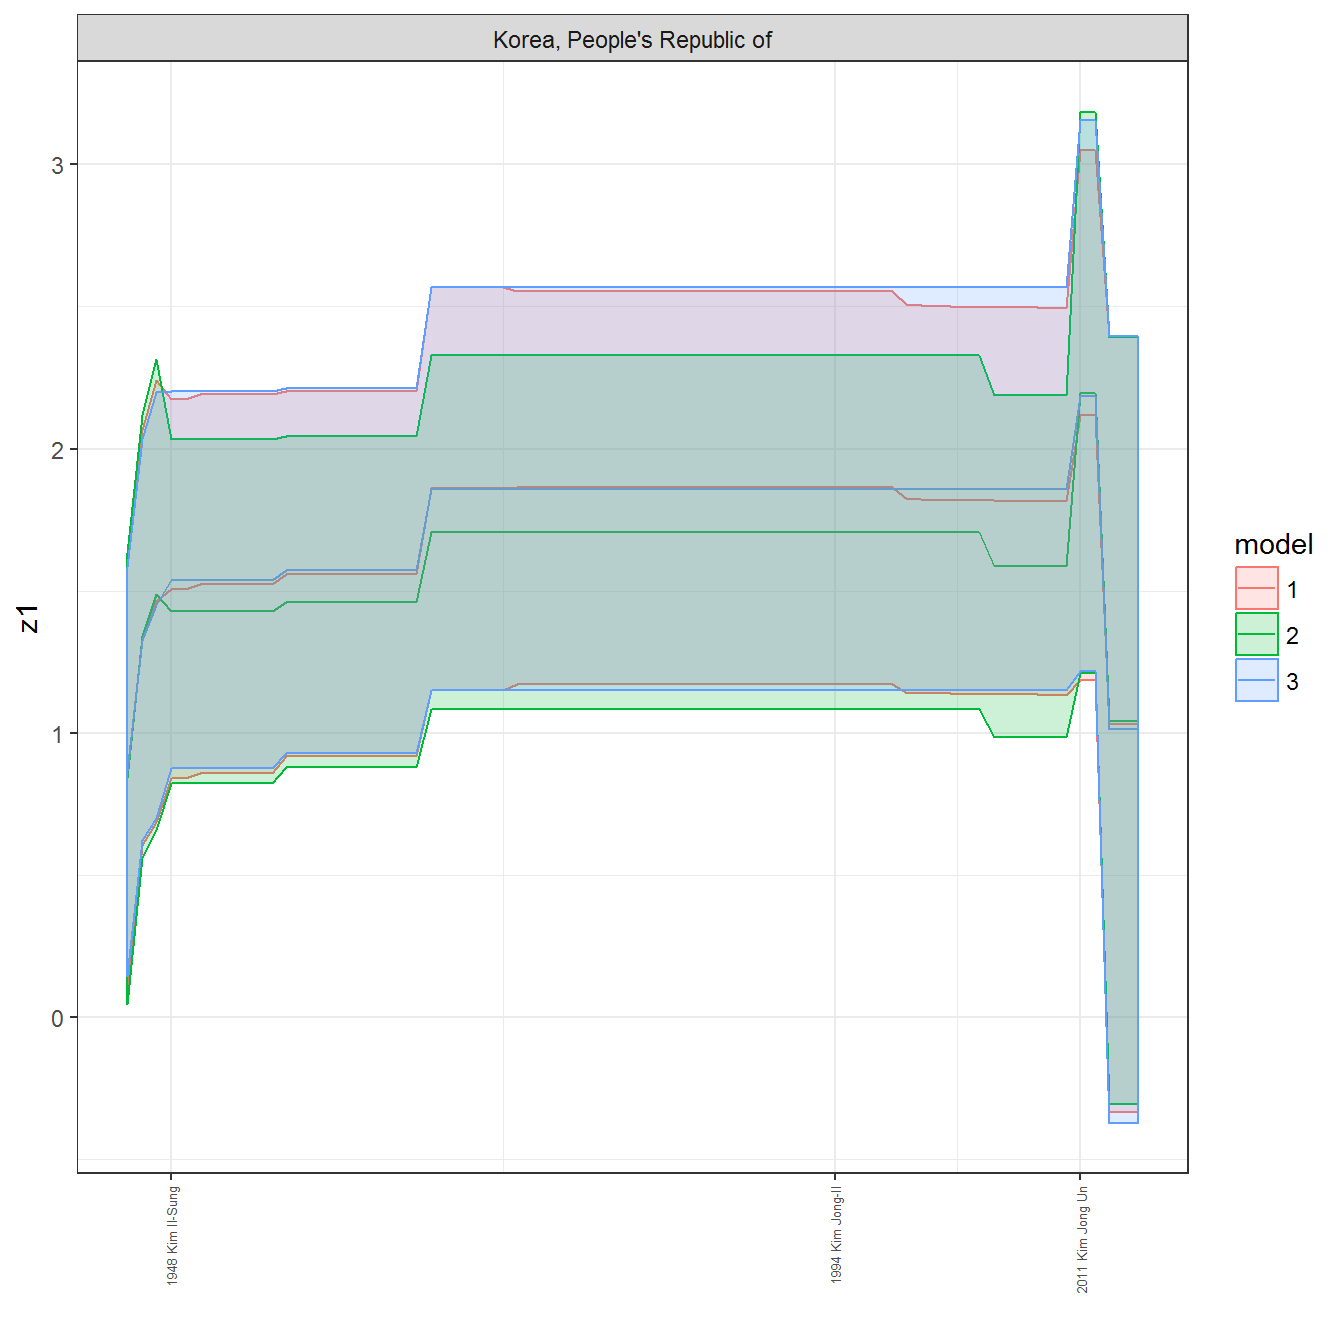 Korea, People's Republic of
3
2
1
0
z1
1948 Kim Il-Sung
1994 Kim Jong-Il
2011 Kim Jong Un
model
1
2
3